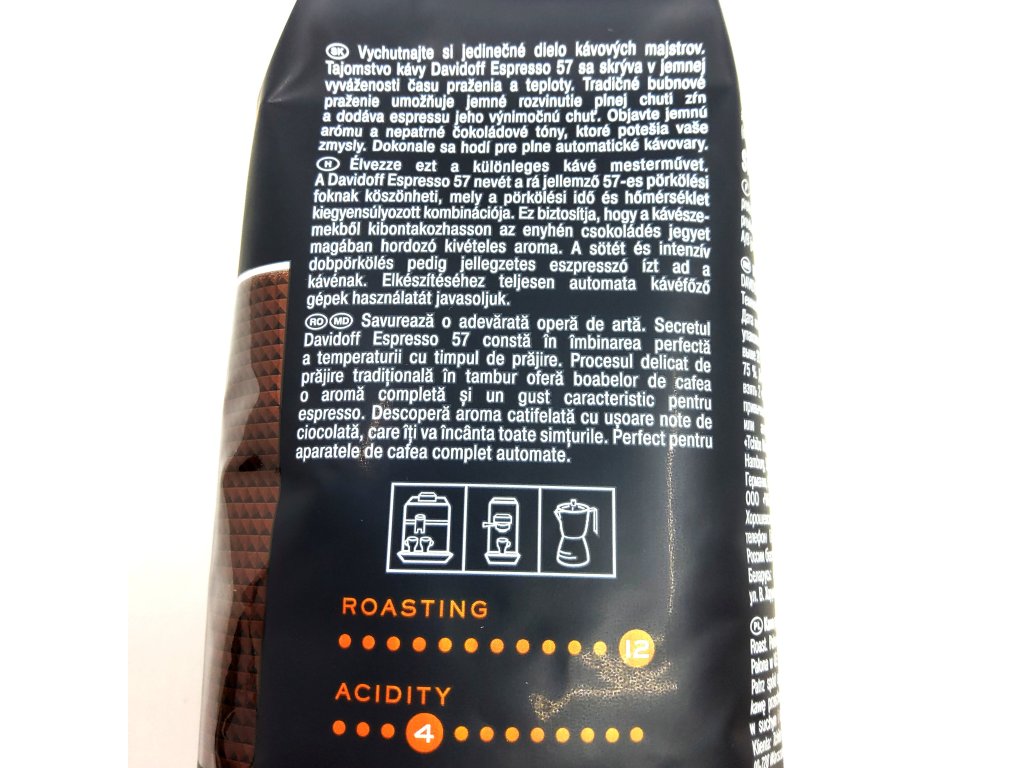 SK Vychutnajte si jedinečné dielo kávových majstrov.
Tajomstvo kávy Davidoff Espresso 57 sa skrýva v jemnej
vyváženosti času praženia a teploty. Tradičné bubnové
praženie umožňuje jemné rozvinutie plnej chuti zŕn
a dodáva espressu jeho výnimočnú chuť. Objavte jemnú
arómu a nepatrné čokoládové tóny, ktoré potešia vaše
zmysly. Dokonale sa hodí pre plne automatické kávovary.
H Élvezze ezt a különleges kávé mesterművet.
A Davidoff Espresso 57 nevét a rá jellemző 57-es pörkölési
foknak köszönheti, mely a pörkölési idő és hőmérséklet
kiegyensúlyozott kombinációja. Ez biztosítja, hogy a kávésze-
mekből kibontakozhasson az enyhén csokoládés jegyet
magában hordozó kivételes aroma. A sötét és intenzív
dobpörkölés pedig jellegzetes eszpresszó ízt ad a
kávénak. Elkészítéséhez teljesen automata kávéfőző
gépek használatát javasoljuk.
RO MD Savurează o adevărată operă de artă. Secretul
Davidoff Espresso 57 constă în îmbinarea perfectă
a temperaturii cu timpul de prăjire. Procesul delicat de
prăjire tradițională în tambur oferă boabelor de cafea
o aromă completă și un gust caracteristic pentru
espresso. Descoperă aroma catifelată cu ușoare note de
ciocolată, care îți va încânta toate simțurile. Perfect pentru
aparatele de cafea complet automate.
ROASTING
12
ACIDITY
4
75 %
ООО
телефон
России
PL
Roast
w suchym